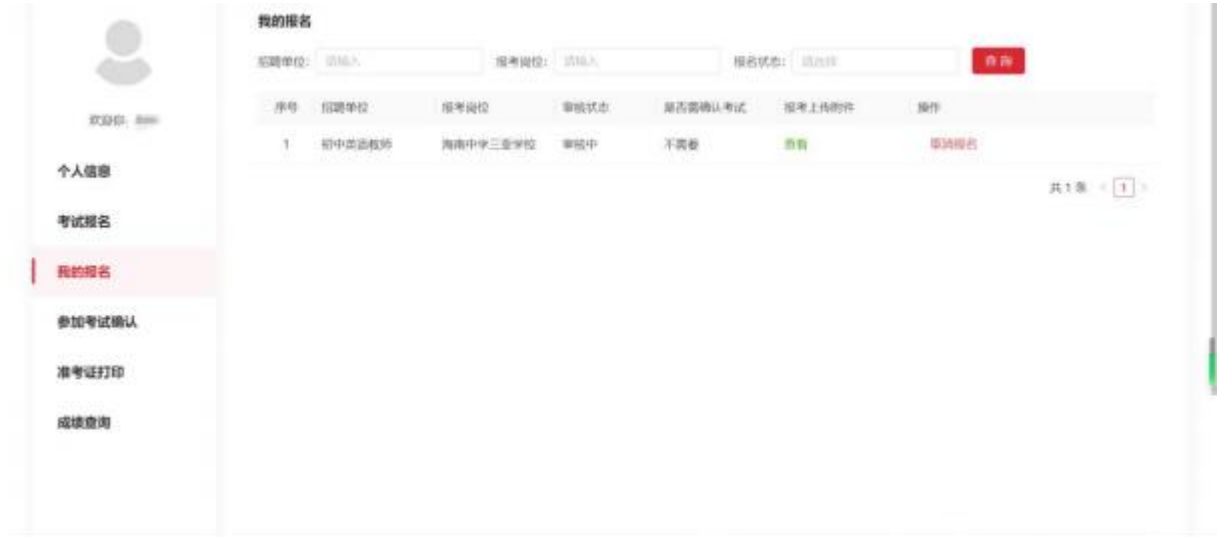 我的报名
招聘单位: 请输入 报考岗位: 请输入 报名状态: 请选择 查询
序号 招聘单位 报考岗位 审核状态 是否需确认考试 报考上传附件 操作
1 初中英语教师 海南中学三亚学校 审核中 不需要 查看 取消报名
共 1 条 < 1 >
欢迎你,
个人信息
考试报名
我的报名
参加考试确认
准考证打印
成绩查询